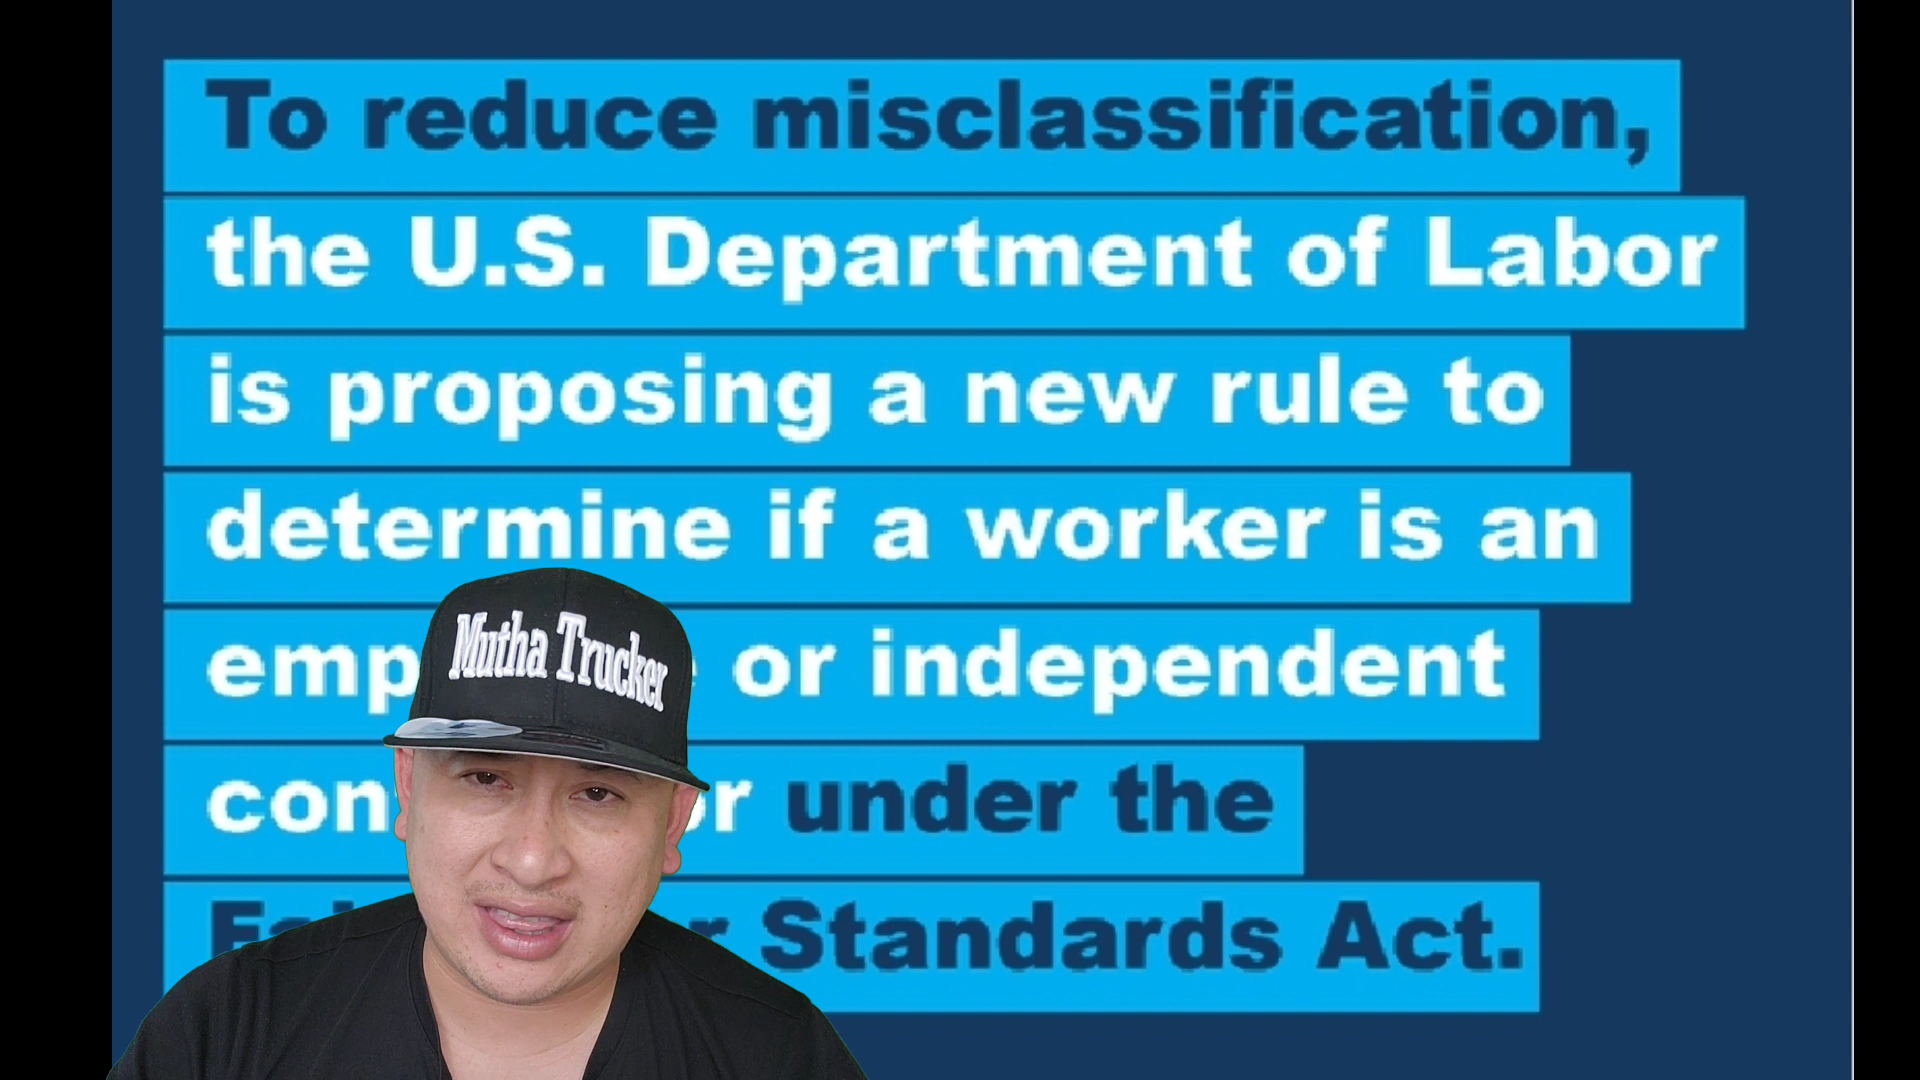 To reduce misclassification,
the U.S. Department of Labor
is proposing a new rule to
determine if a worker is an
or independent
under the
Standards Act.
Mutha Trucker